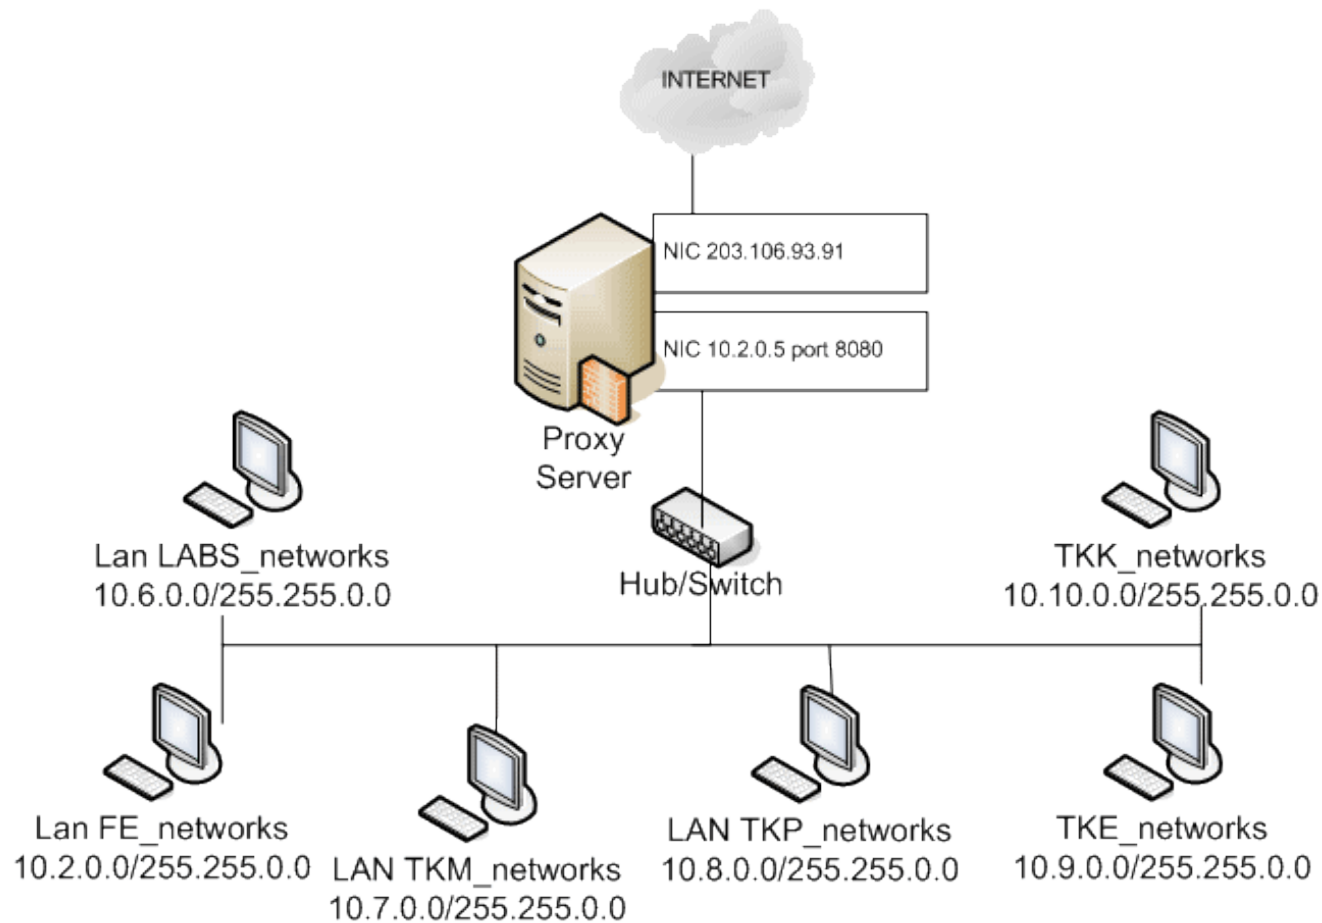 INTERNET
NIC 203.106.93.91
NIC 10.2.0.5 port 8080
Proxy
Server
Hub/Switch
Lan LABS_networks
10.6.0.0/255.255.0.0
TKK_networks
10.10.0.0/255.255.0.0
Lan FE_networks
10.2.0.0/255.255.0.0
LAN TKM_networks
10.7.0.0/255.255.0.0
LAN TKP_networks
10.8.0.0/255.255.0.0
TKE_networks
10.9.0.0/255.255.0.0